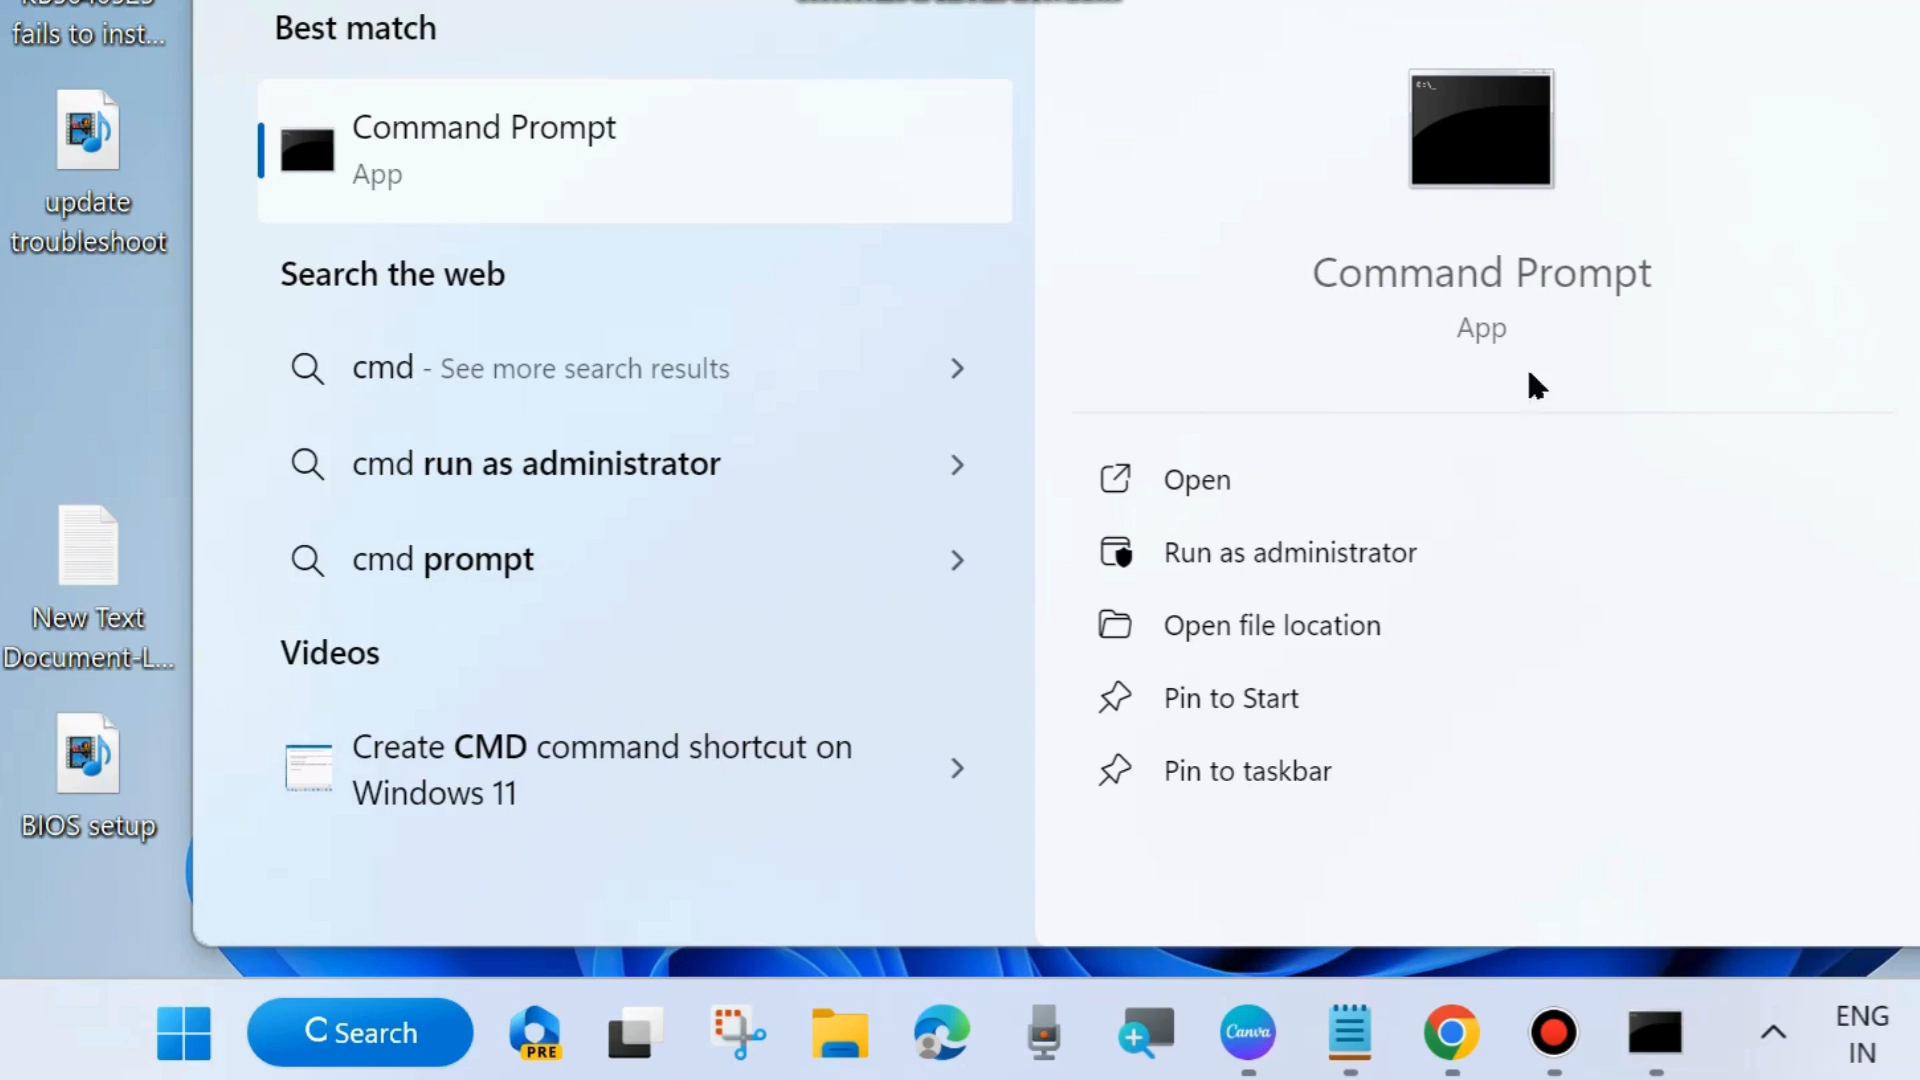 fails to inst...
update
troubleshoot
New Text
Document-L...
BIOS setup
Best match
Command Prompt
App
Search the web
cmd - See more search results
cmd run as administrator
cmd prompt
Videos
Create CMD command shortcut on
Windows 11
C:\_
Command Prompt
App
Open
Run as administrator
Open file location
Pin to Start
Pin to taskbar
Search
PRE
Canva
ENG
IN